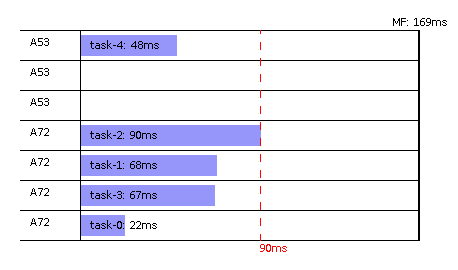 MF: 169ms
A53 task-4: 48ms
A53
A53
A72 task-2: 90ms
A72 task-1: 68ms
A72 task-3: 67ms
A72 task-0: 22ms
90ms